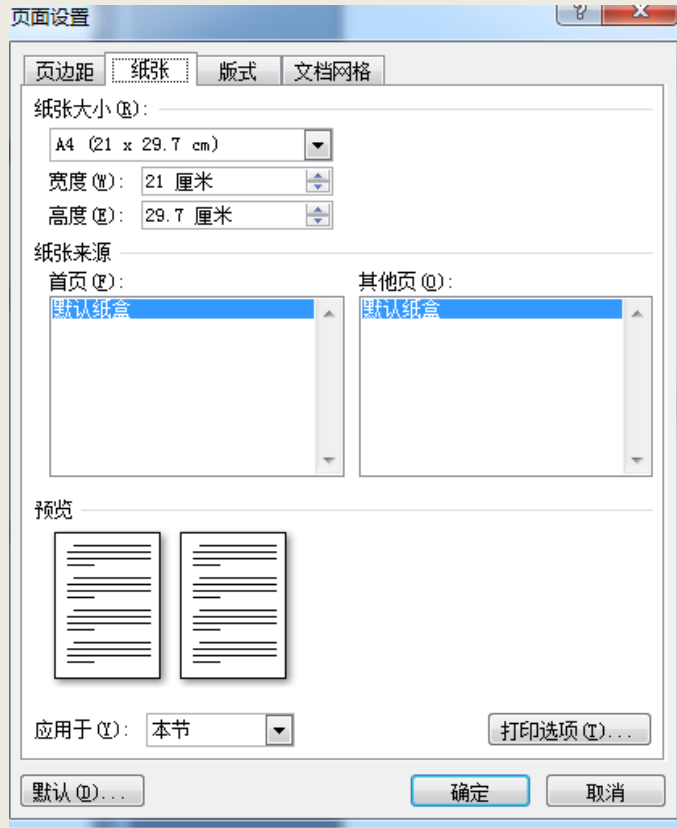 页面设置
页边距 纸张 版式 文档网格
纸张大小(R):
A4 (21 x 29.7 cm)
宽度(W): 21 厘米
高度(E): 29.7 厘米
纸张来源
首页(F): 其他页(O):
默认纸盒 默认纸盒
预览
应用于(Y): 本节 打印选项(T)...
默认(D)... 确定 取消